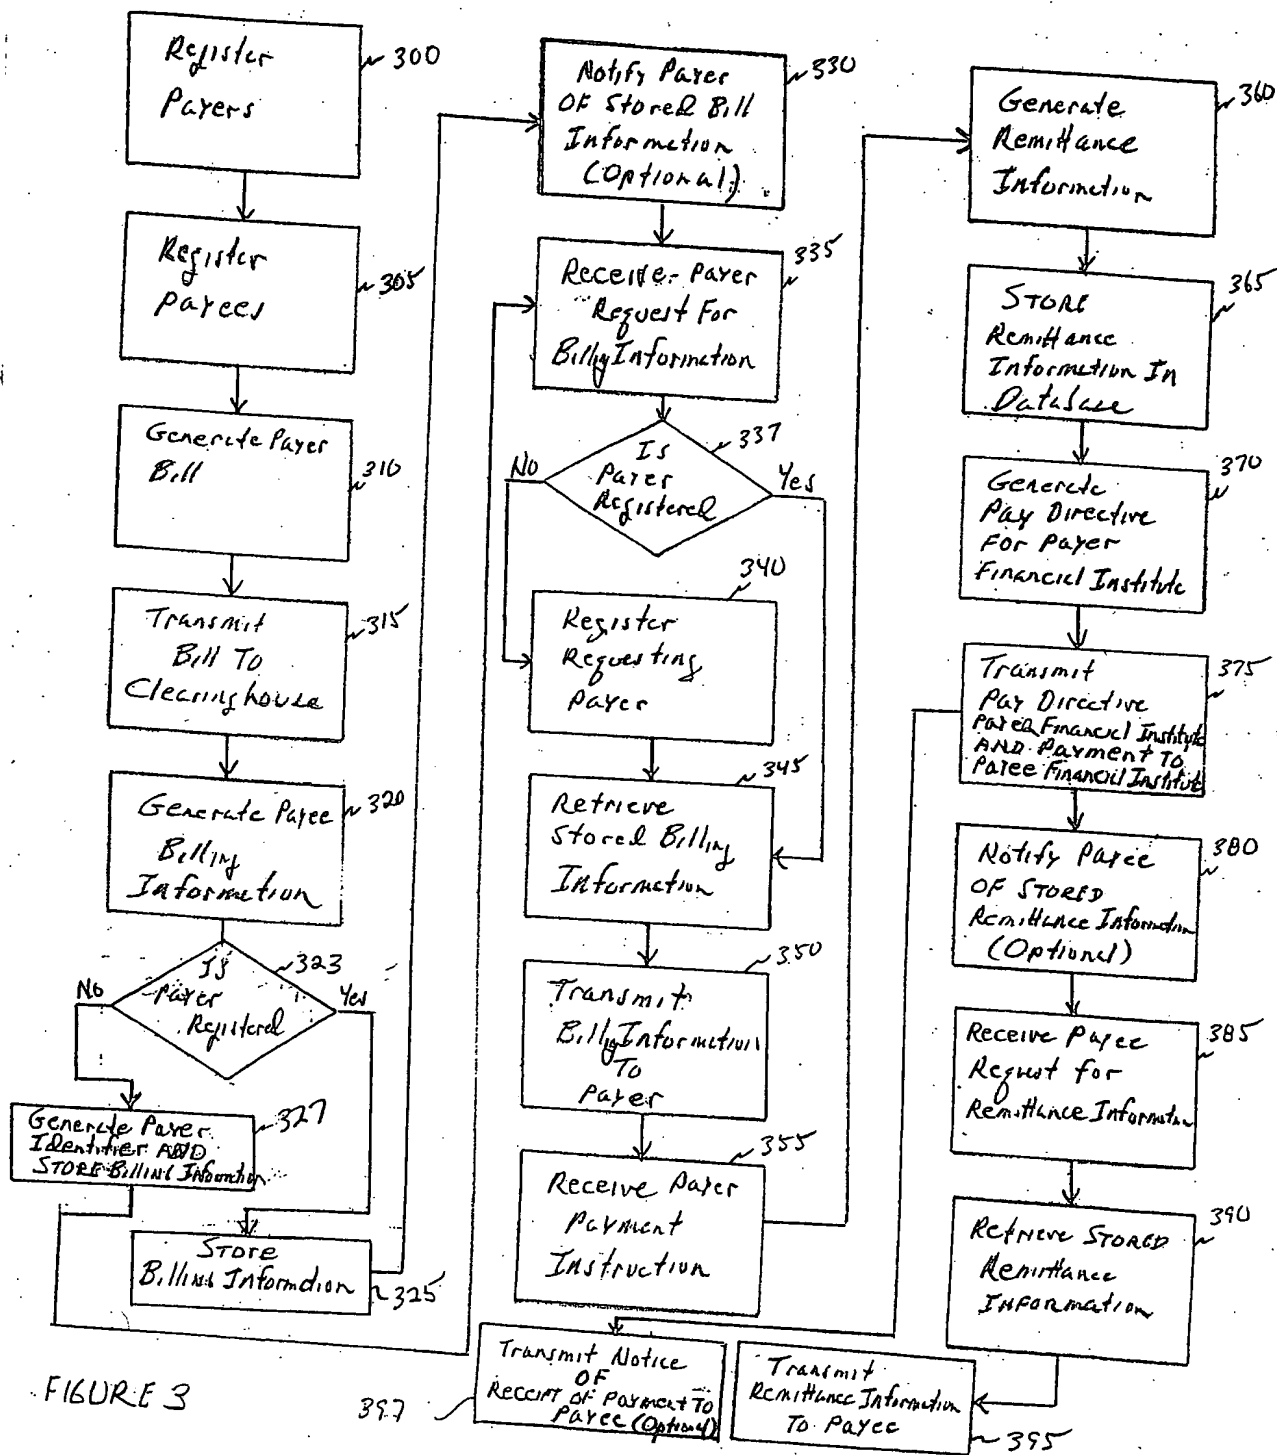 Register
Payers
300
Register
Payees
305
Generate Payer
Bill
310
Transmit
Bill To
Clearinghouse
315
Generate Payee
Billing
Information
320
Is
Payer
Registered
323
No
Yes
Generate Payer
Identifier AND
STORE Billing Information
327
Store
Billing Information
325
Notify Payer
OF Stored Bill
Information
(Optional)
330
Receive Payer
Request For
Billing Information
335
Is
Payer
Registered
337
No
Yes
Register
Requesting
Payer
340
Retrieve
Stored Billing
Information
345
Transmit
Billing Information
To
Payer
350
Receive Payer
Payment
Instruction
355
Generate
Remittance
Information
360
STORE
Remittance
Information In
Database
365
Generate
Pay Directive
For Payer
Financial Institute
370
Transmit
Pay Directive
Financial Institute
AND Payment To
Payee Financial Institute
375
Notify Payee
OF STORED
Remittance Information
(Optional)
380
Receive Payee
Request for
Remittance Information
385
Retrieve STORED
Remittance
INFORMATION
390
Transmit Notice
OF
Receipt OF Payment To
Payee (Optional)
397
Transmit
Remittance Information
To Payee
395
FIGURE 3